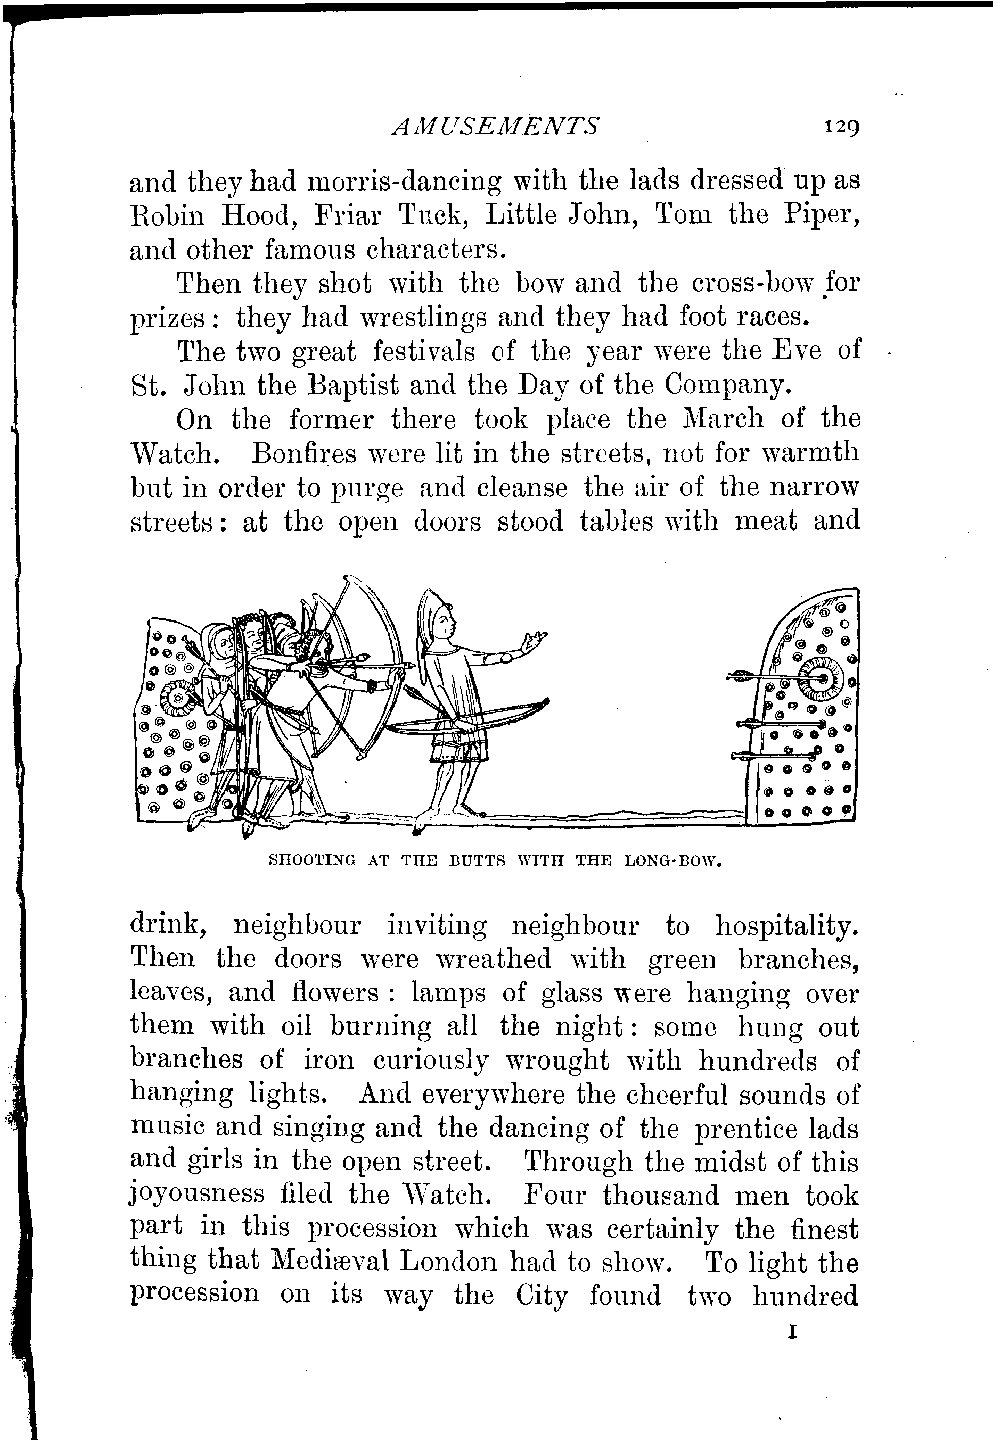 AMUSEMENTS 129
and they had morris-dancing with the lads dressed up as
Robin Hood, Friar Tuck, Little John, Tom the Piper,
and other famous characters.
Then they shot with the bow and the cross-bow for
prizes : they had wrestlings and they had foot races.
The two great festivals of the year were the Eve of
St. John the Baptist and the Day of the Company.
On the former there took place the March of the
Watch. Bonfires were lit in the streets, not for warmth
but in order to purge and cleanse the air of the narrow
streets : at the open doors stood tables with meat and
SHOOTING AT THE BUTTS WITH THE LONG-BOW.
drink, neighbour inviting neighbour to hospitality.
Then the doors were wreathed with green branches,
leaves, and flowers : lamps of glass were hanging over
them with oil burning all the night : some hung out
branches of iron curiously wrought with hundreds of
hanging lights. And everywhere the cheerful sounds of
music and singing and the dancing of the prentice lads
and girls in the open street. Through the midst of this
joyousness filed the Watch. Four thousand men took
part in this procession which was certainly the finest
thing that Mediæval London had to show. To light the
procession on its way the City found two hundred
I